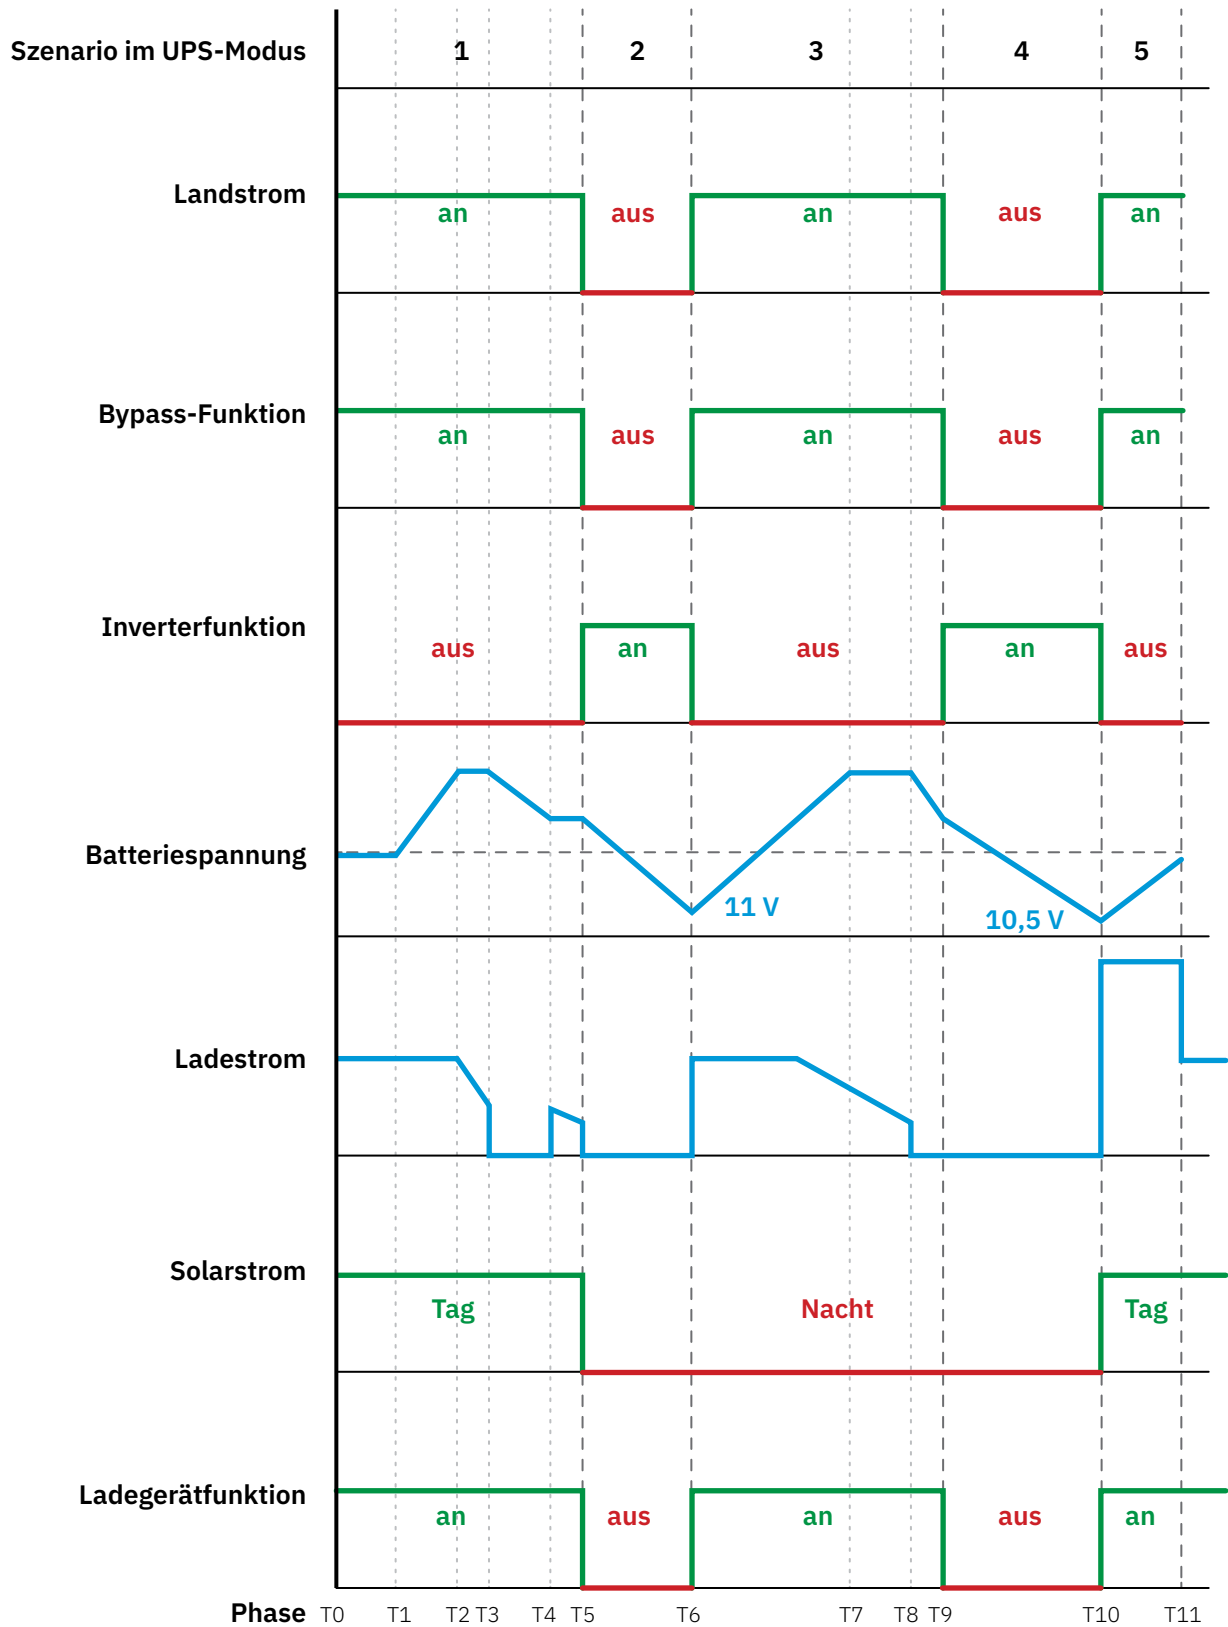 Szenario im UPS-Modus 1 2 3 4 5
Landstrom
an aus an aus an
Bypass-Funktion
an aus an aus an
Inverterfunktion
aus an aus an aus
Batteriespannung
11 V
10,5 V
Ladestrom
Solarstrom
Tag Nacht Tag
Ladegerätfunktion
an aus an aus an
Phase T0 T1 T2 T3 T4 T5 T6 T7 T8 T9 T10 T11